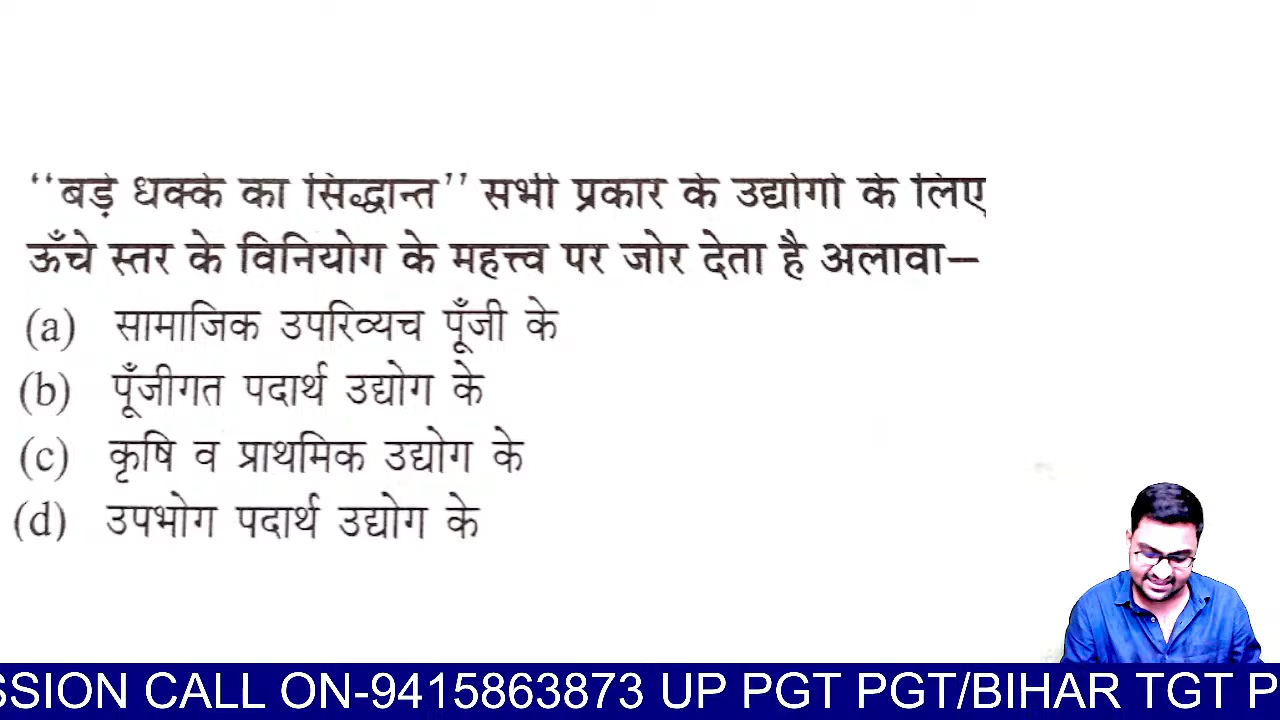 “बड़े धक्के का सिद्धान्त” सभी प्रकार के उद्योगों के लिए
ऊँचे स्तर के विनियोग के महत्त्व पर जोर देता है अलावा–
(a) सामाजिक उपरिव्यच पूँजी के
(b) पूँजीगत पदार्थ उद्योग के
(c) कृषि व प्राथमिक उद्योग के
(d) उपभोग पदार्थ उद्योग के
SSION CALL ON-9415863873 UP PGT PGT/BIHAR TGT P